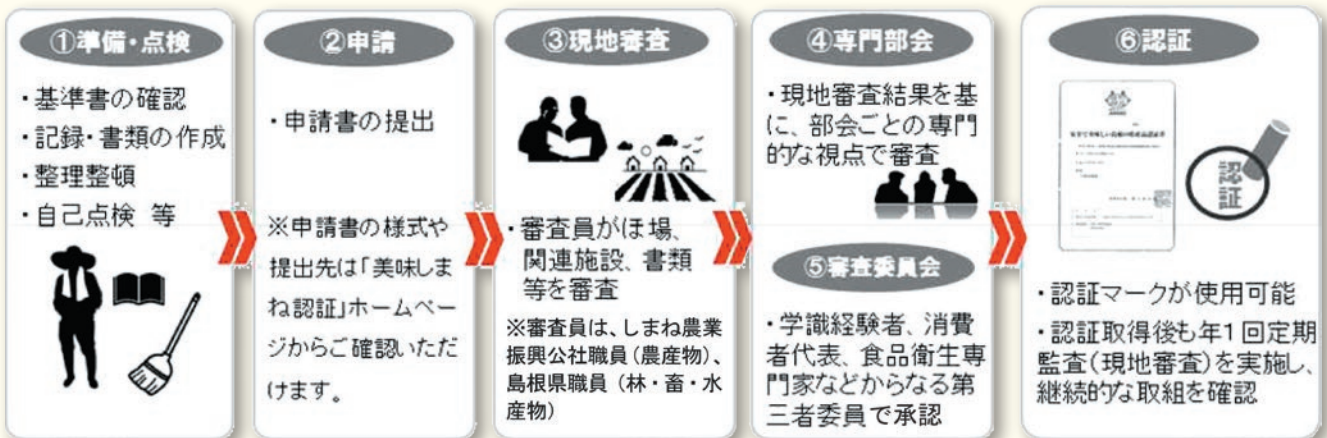 ①準備・点検
・基準書の確認
・記録・書類の作成
・整理整頓
・自己点検 等
②申請
・申請書の提出
※申請書の様式や
提出先は「美味しま
ね認証」ホームペー
ジからご確認いただ
けます。
③現地審査
・審査員がほ場、
関連施設、書類
等を審査
※審査員は、しまね農業
振興公社職員（農産物）、
島根県職員（林・畜・水
産物）
④専門部会
・現地審査結果を基
に、部会ごとの専門
的な視点で審査
⑤審査委員会
・学識経験者、消費
者代表、食品衛生専
門家などからなる第
三者委員で承認
⑥認証
認証
・認証マークが使用可能
・認証取得後も年1回定期
監査（現地審査）を実施し、
継続的な取組を確認